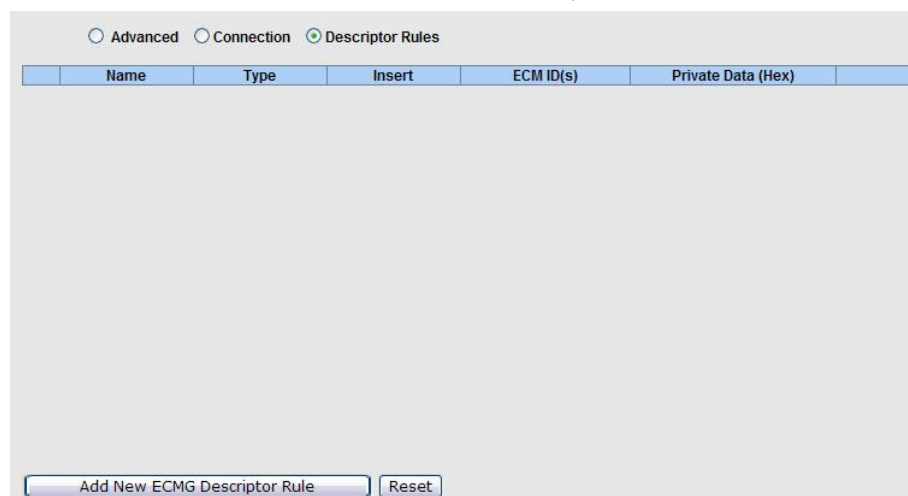 Advanced Connection Descriptor Rules
Name Type Insert ECM ID(s) Private Data (Hex)
Add New ECMG Descriptor Rule Reset